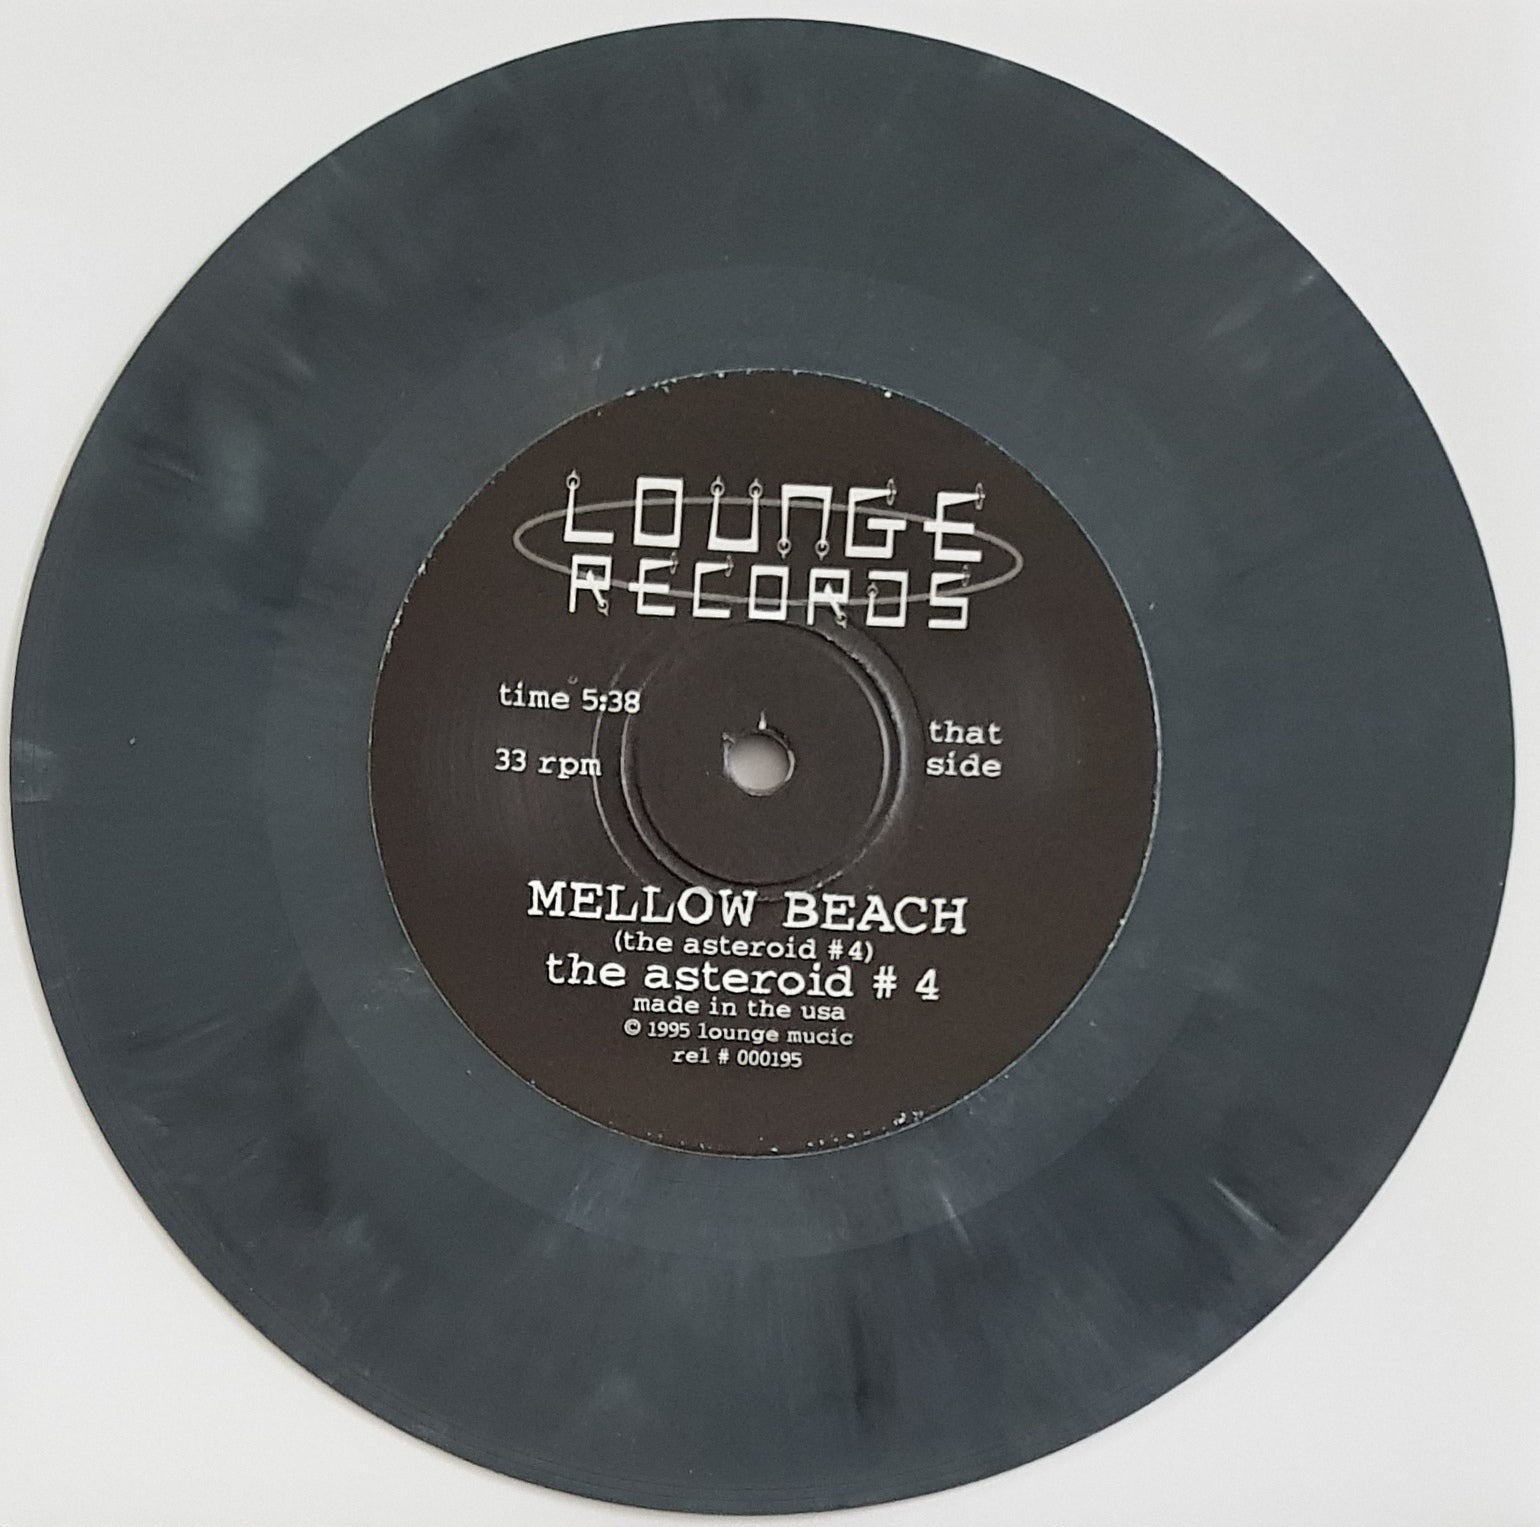 LOUNGE
RECORDS
time 5:38
33 rpm
that
side
MELLOW BEACH
(the asteroid #4)
the asteroid # 4
made in the usa
© 1995 lounge mucic
rel # 000195